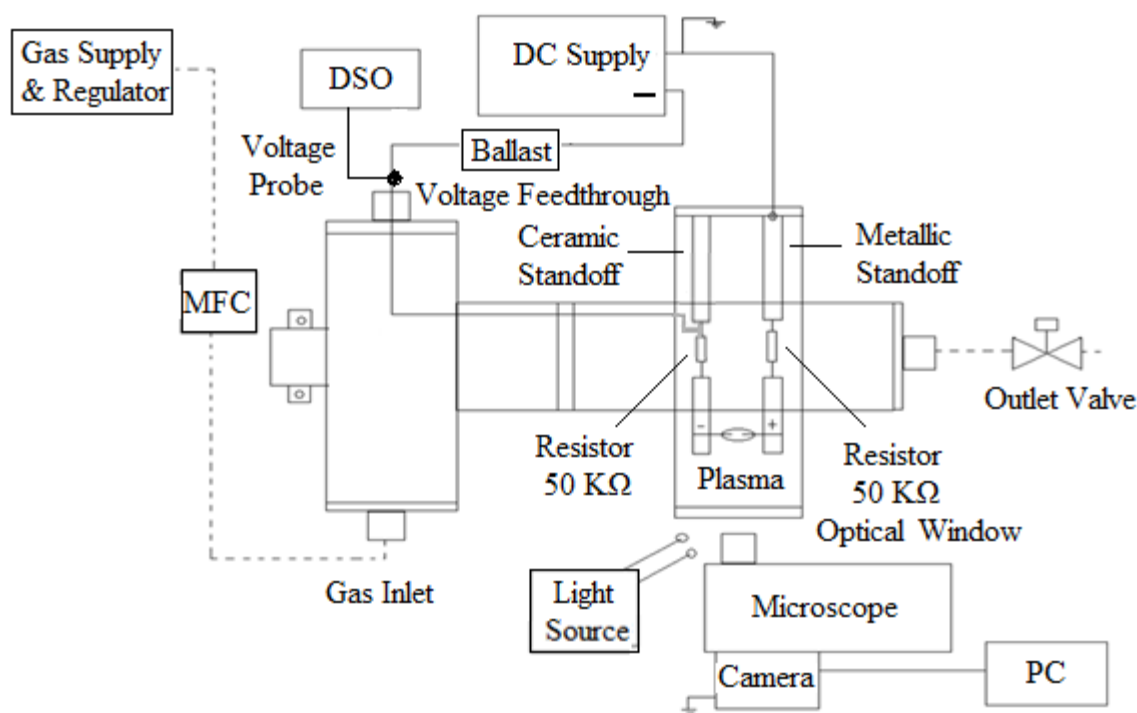 Gas Supply
& Regulator
DSO
DC Supply
Voltage
Probe
Ballast
Voltage Feedthrough
Ceramic
Standoff
Metallic
Standoff
MFC
Outlet Valve
-
+
Resistor
50 KΩ
Plasma
Resistor
50 KΩ
Optical Window
Gas Inlet
Light
Source
Microscope
Camera
PC